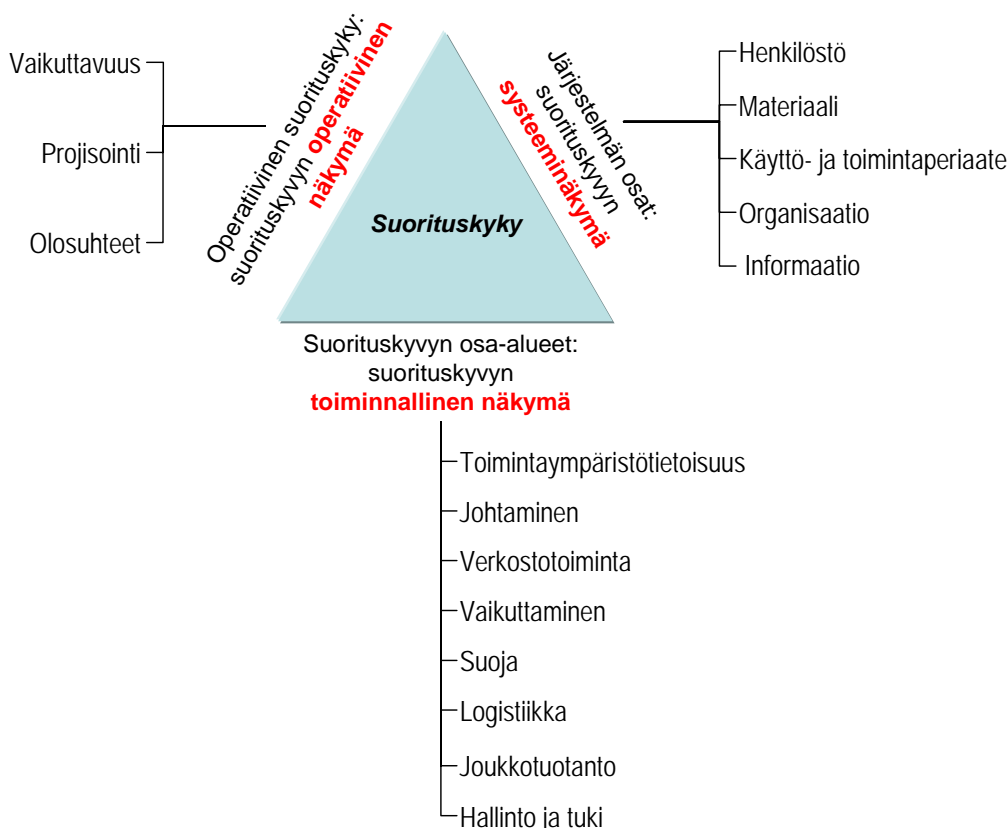 Vaikuttavuus
Projisointi
Olosuhteet
Operatiivinen suorituskyky:
suorituskyvyn operatiivinen
näkymä
Suorituskyky
Järjestelmän osat:
suorituskyvyn
systeeminäkymä
Henkilöstö
Materiaali
Käyttö- ja toimintaperiaate
Organisaatio
Informaatio
Suorituskyvyn osa-alueet:
suorituskyvyn
toiminnallinen näkymä
Toimintaympäristötietoisuus
Johtaminen
Verkostotoiminta
Vaikuttaminen
Suoja
Logistiikka
Joukkotuotanto
Hallinto ja tuki